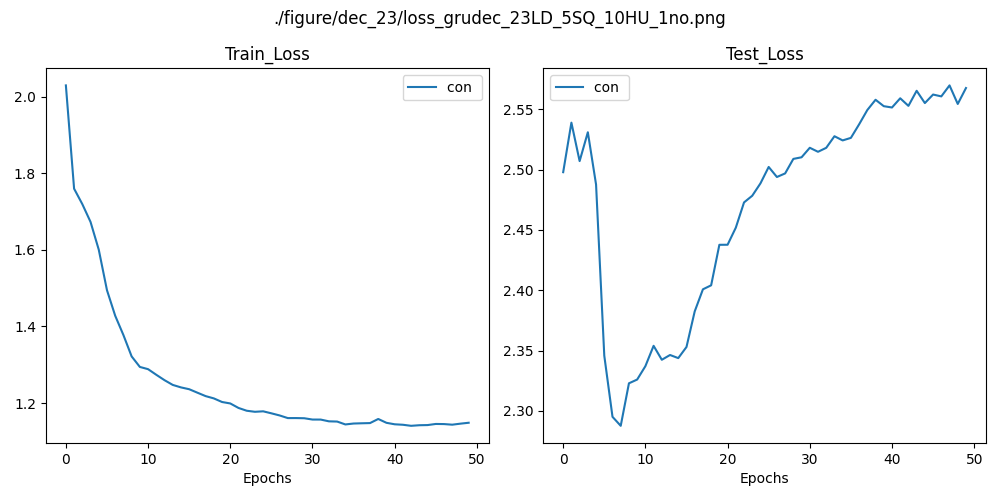 ./figure/dec_23/loss_grudec_23LD_5SQ_10HU_1no.png
Train_Loss
con
2.0
1.8
1.6
1.4
1.2
0 10 20 30 40 50
Epochs
Test_Loss
con
2.55
2.50
2.45
2.40
2.35
2.30
0 10 20 30 40 50
Epochs